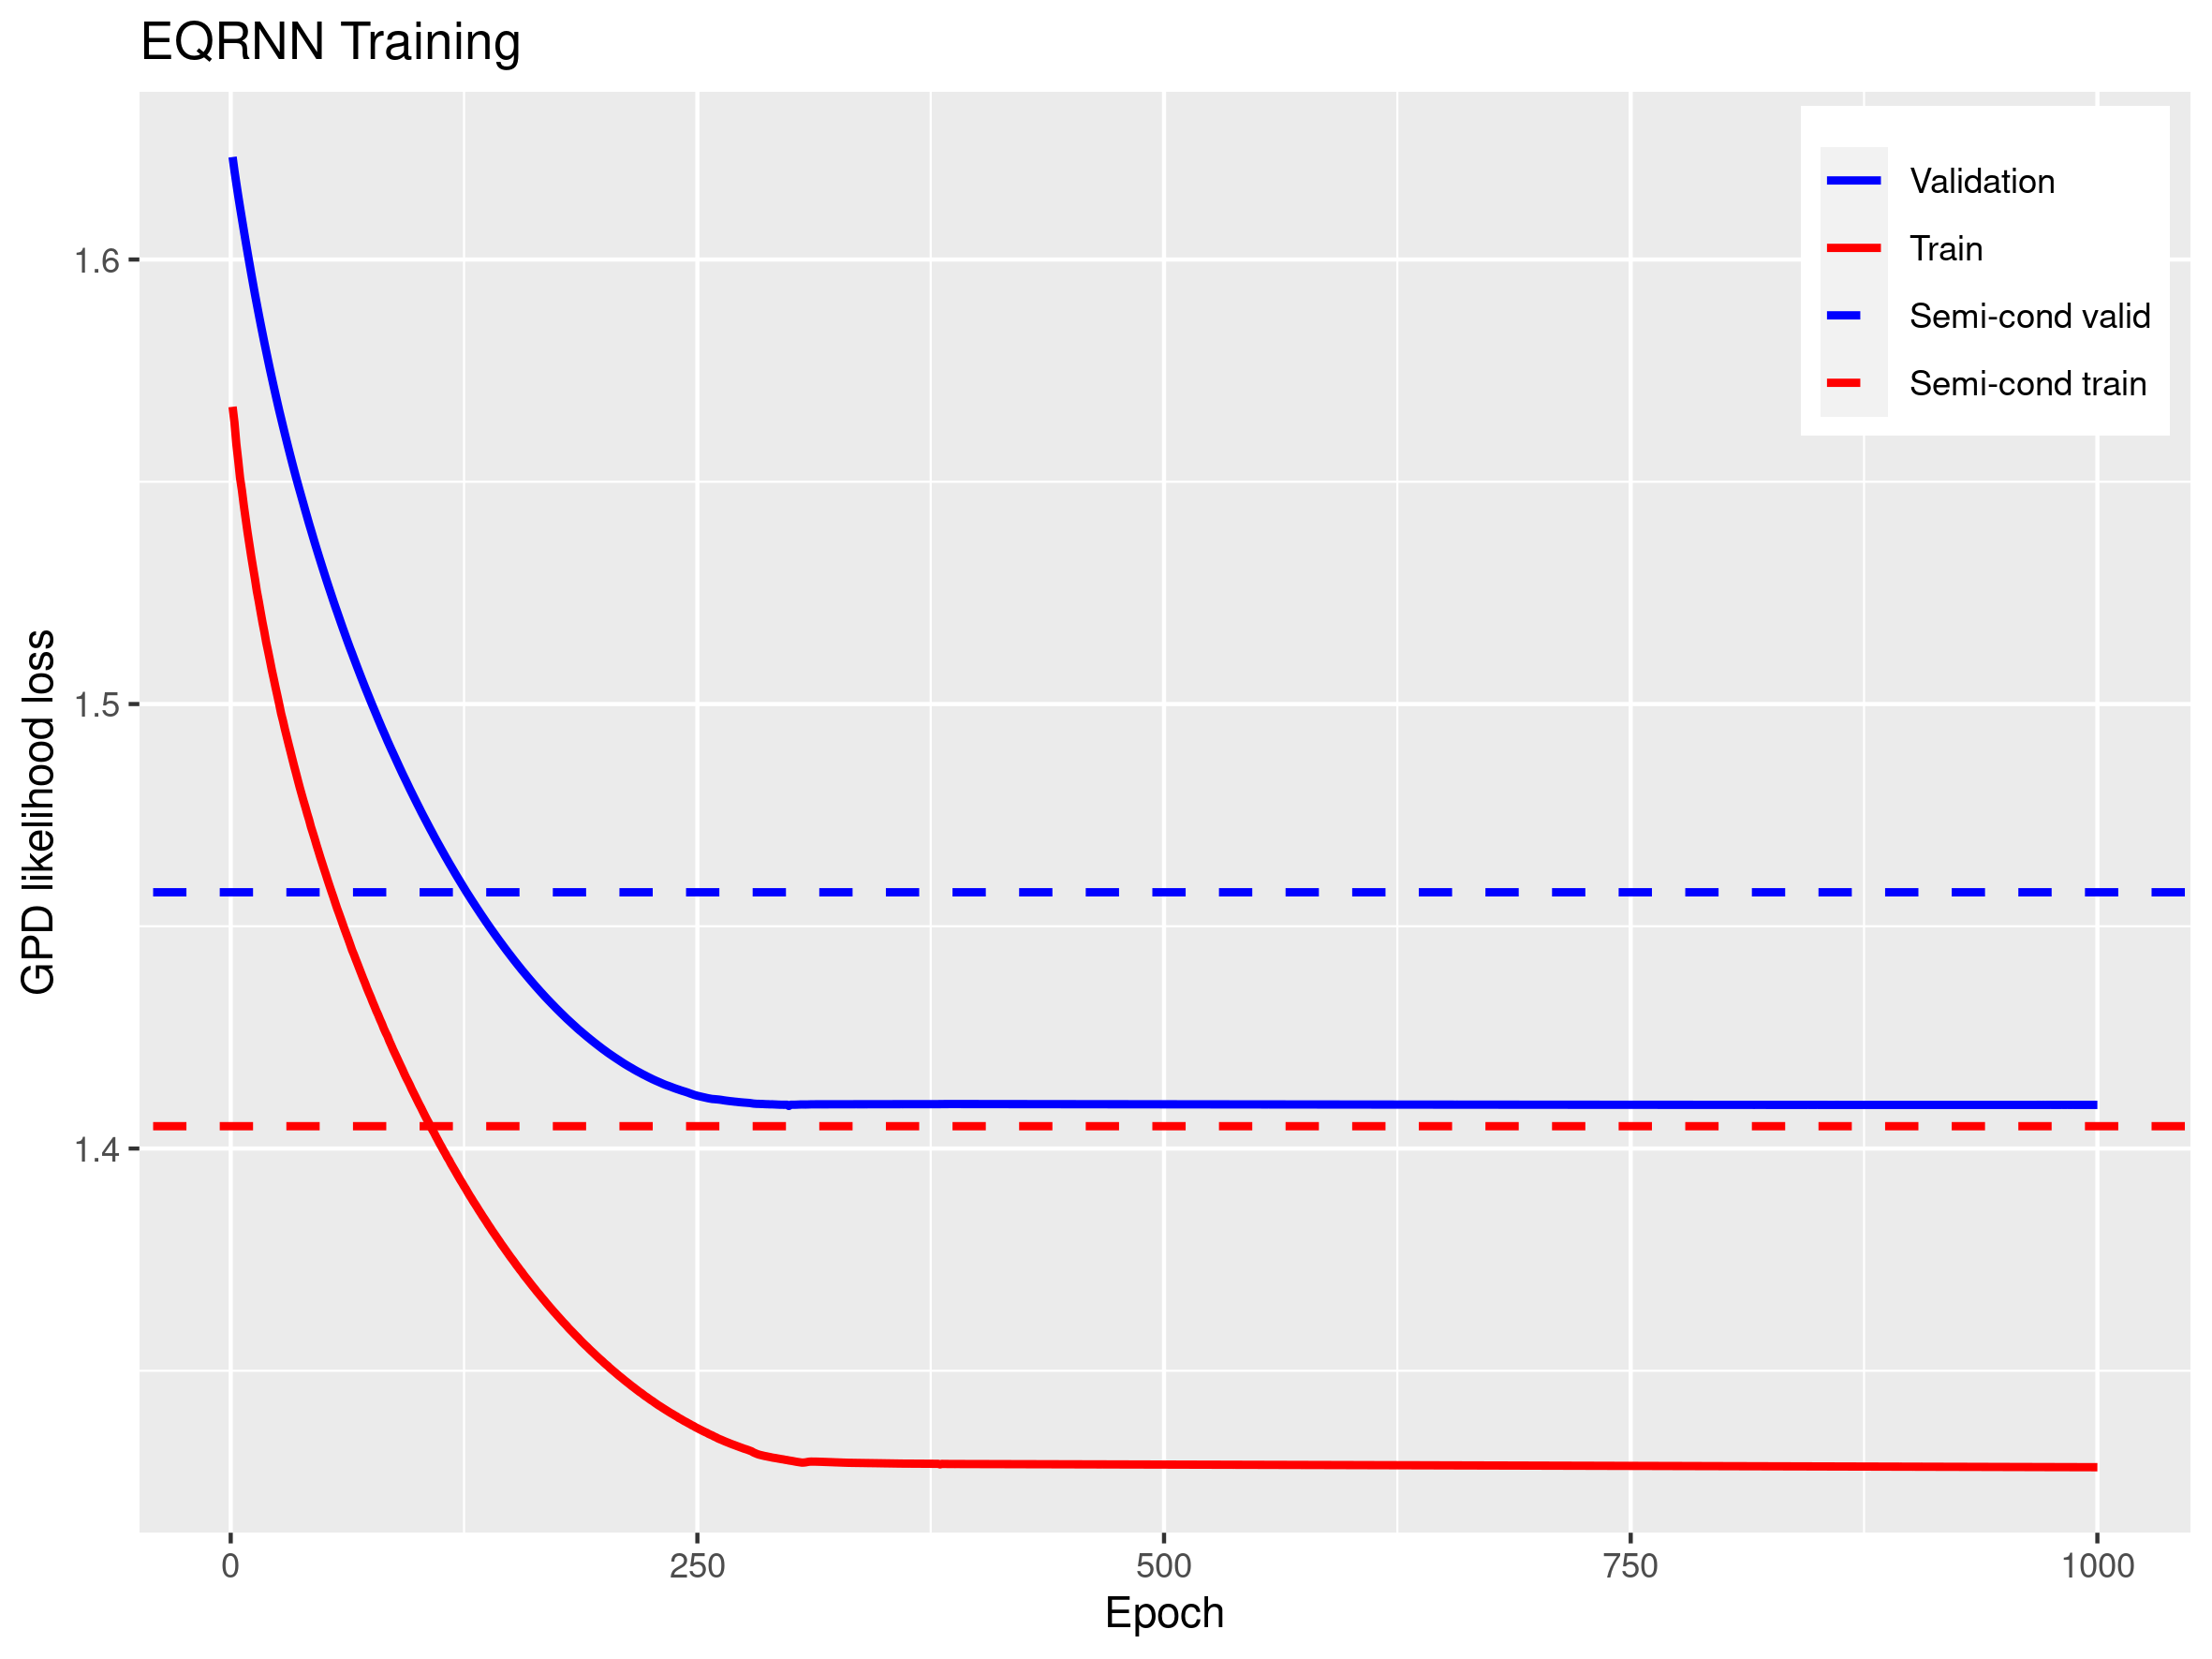 EQRNN Training
GPD likelihood loss
1.6
1.5
1.4
Validation
Train
Semi-cond valid
Semi-cond train
0
250
500
750
1000
Epoch